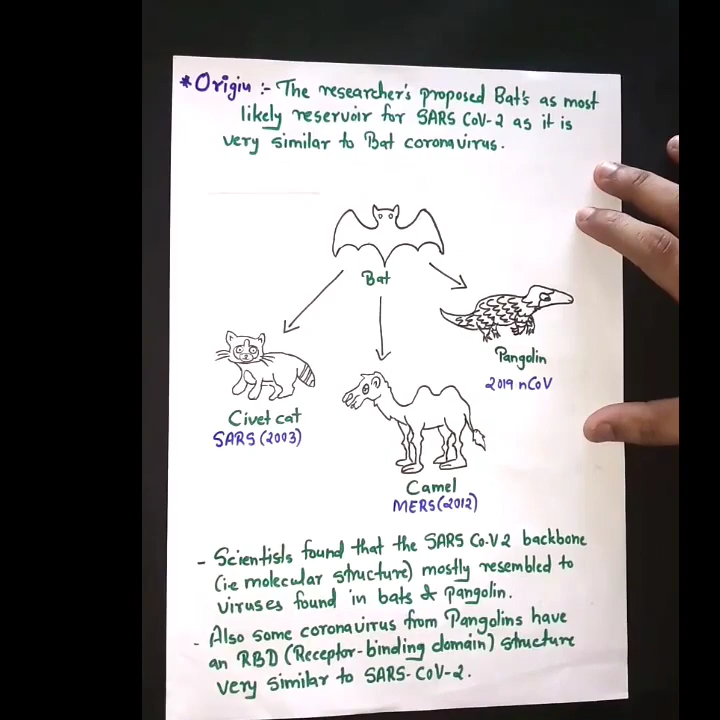 *Origin :- The researcher's proposed Bat's as most
likely reservoir for SARS CoV-2 as it is
very similar to Bat coronavirus.
Bat
Pangolin
2019 nCoV
Civet cat
SARS (2003)
Camel
MERS (2012)
- Scientists found that the SARS Co.V2 backbone
(ie molecular structure) mostly resembled to
viruses found in bats & pangolin.
- Also some coronavirus from Pangolins have
an RBD (Receptor-binding domain) structure
very similar to SARS-CoV-2.